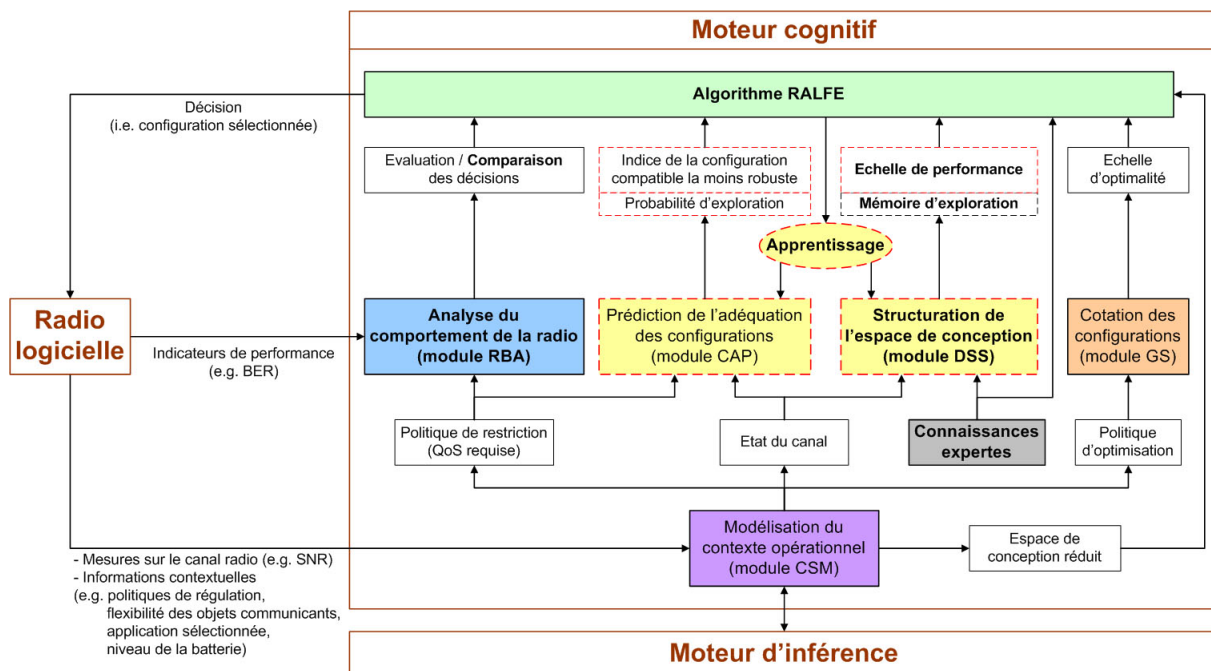 Moteur cognitif
Algorithme RALFE
Décision
(i.e. configuration sélectionnée)
Evaluation / Comparaison
des décisions
Indice de la configuration
compatible la moins robuste
Probabilité d'exploration
Echelle de performance
Mémoire d'exploration
Echelle
d'optimalité
Apprentissage
Radio
logicielle
Indicateurs de performance
(e.g. BER)
Analyse du
comportement de la radio
(module RBA)
Prédiction de l'adéquation
des configurations
(module CAP)
Structuration de
l'espace de conception
(module DSS)
Cotation des
configurations
(module GS)
Politique de restriction
(QoS requise)
Etat du canal
Connaissances
expertes
Politique
d'optimisation
Modélisation du
contexte opérationnel
(module CSM)
Espace de
conception réduit
- Mesures sur le canal radio (e.g. SNR)
- Informations contextuelles
(e.g. politiques de régulation,
flexibilité des objets communicants,
application sélectionnée,
niveau de la batterie)
Moteur d'inférence